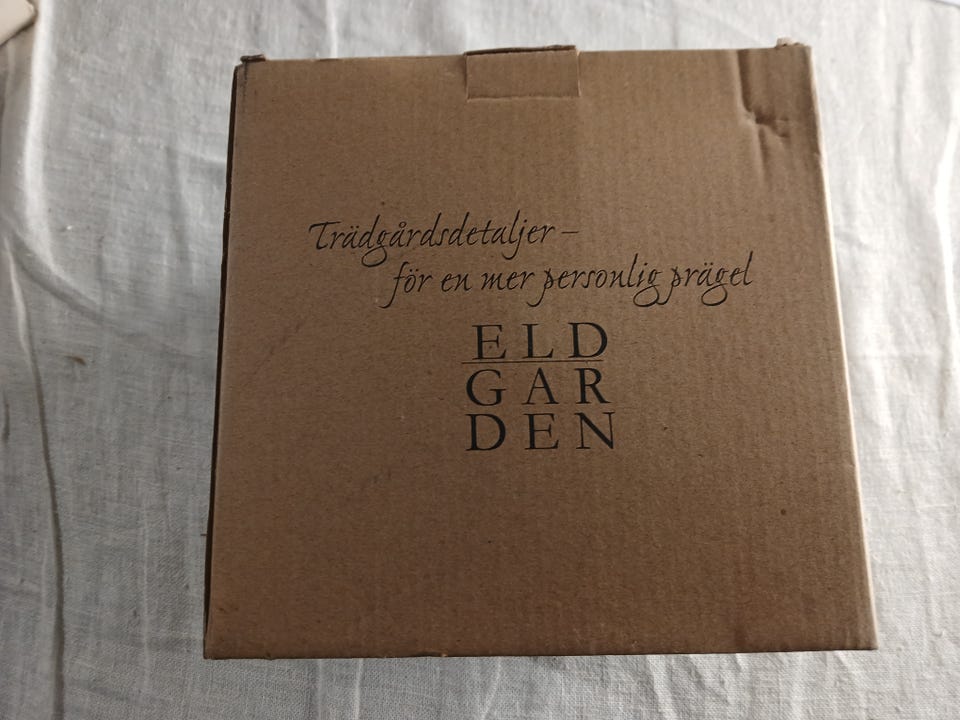 Trädgårdsdetaljer –
för en mer personlig prägel
ELD
GAR
DEN